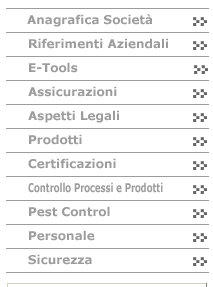 Anagrafica Società
Riferimenti Aziendali
E-Tools
Assicurazioni
Aspetti Legali
Prodotti
Certificazioni
Controllo Processi e Prodotti
Pest Control
Personale
Sicurezza